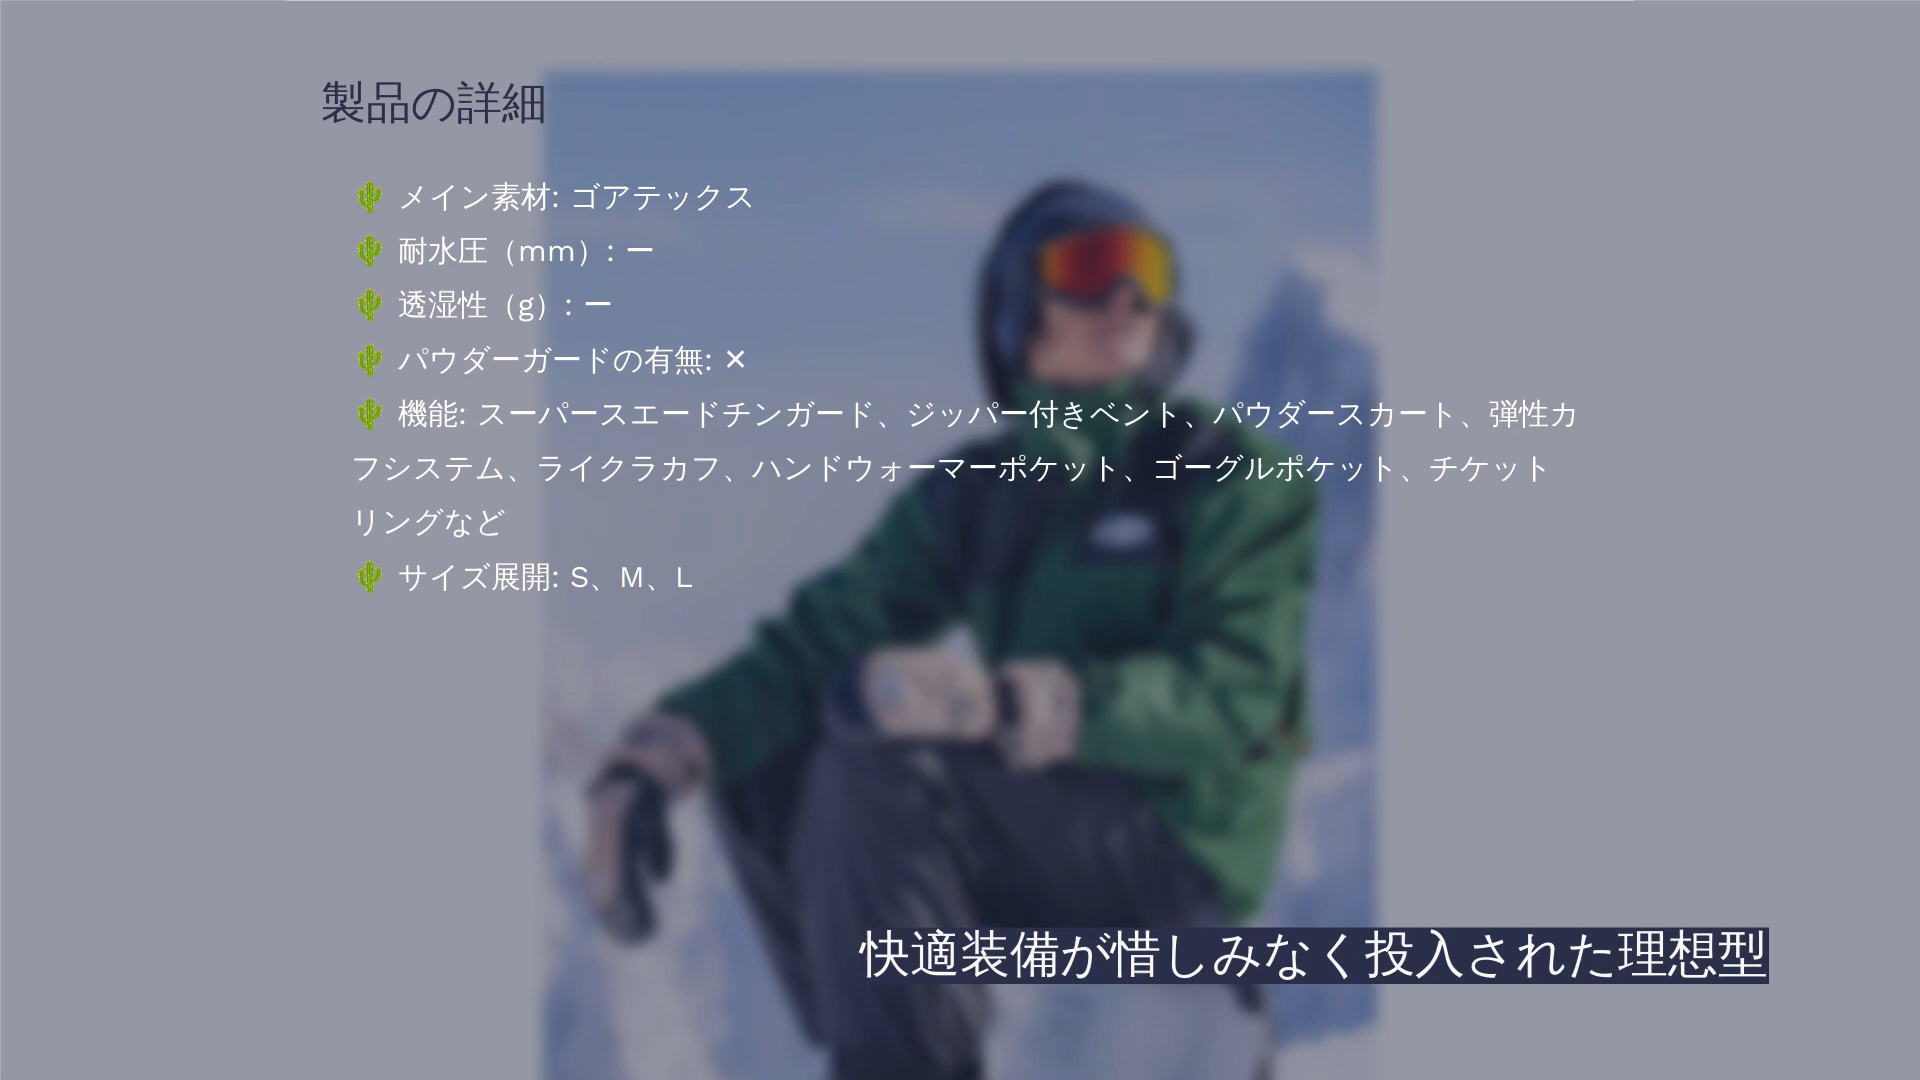 製品の詳細
🌵 メイン素材: ゴアテックス
🌵 耐水圧（mm）: ー
🌵 透湿性（g）: ー
🌵 パウダーガードの有無: ✕
🌵 機能: スーパースエードチンガード、ジッパー付きベント、パウダースカート、弾性カ
フシステム、ライクラカフ、ハンドウォーマーポケット、ゴーグルポケット、チケット
リングなど
🌵 サイズ展開: S、M、L
快適装備が惜しみなく投入された理想型